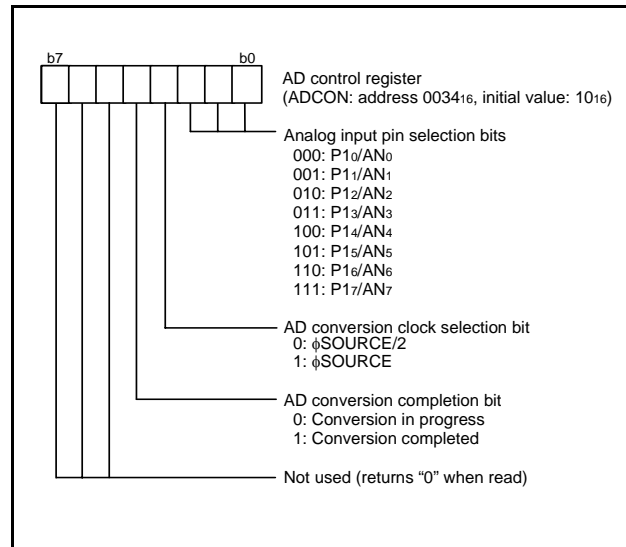 b7 b0
AD control register
(ADCON: address 003416, initial value: 1016)
Analog input pin selection bits
000: P10/AN0
001: P11/AN1
010: P12/AN2
011: P13/AN3
100: P14/AN4
101: P15/AN5
110: P16/AN6
111: P17/AN7
AD conversion clock selection bit
0: ϕSOURCE/2
1: ϕSOURCE
AD conversion completion bit
0: Conversion in progress
1: Conversion completed
Not used (returns “0” when read)